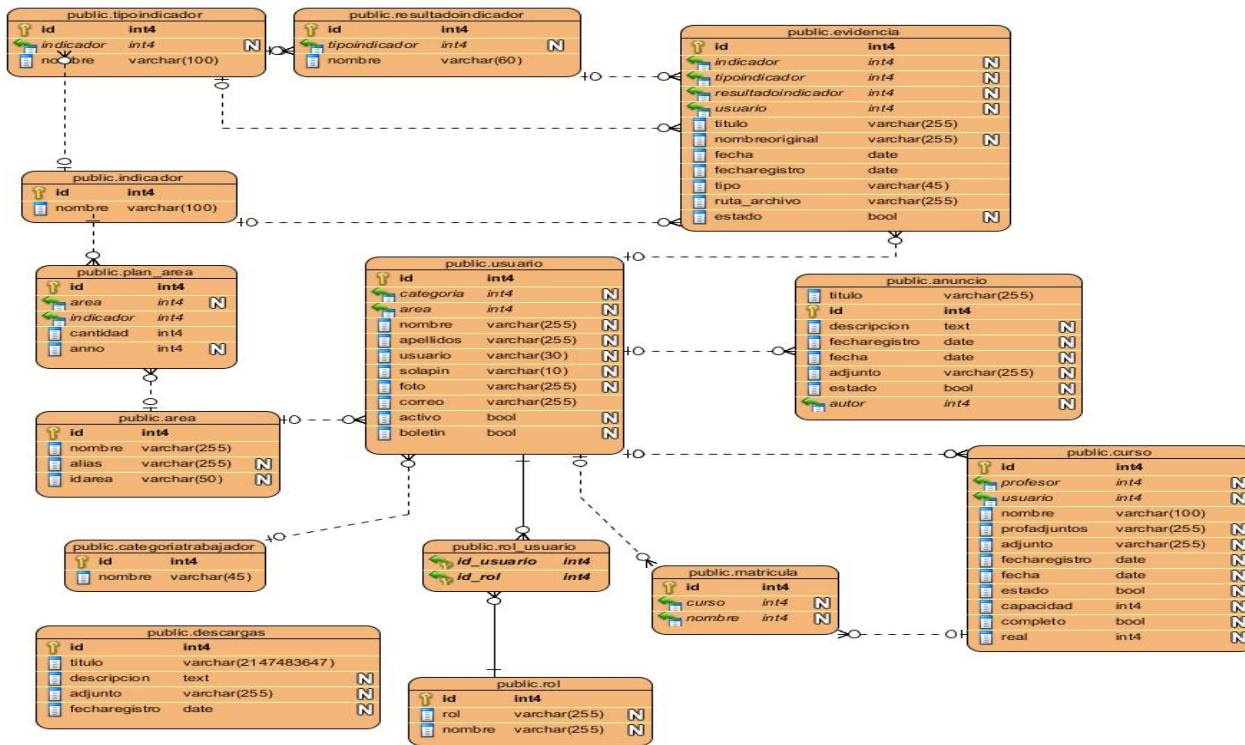 public.tipoindicador
id int4
indicador int4 N
nombre varchar(100)
public.resultadoindicador
id int4
tipoindicador int4 N
nombre varchar(60)
public.evidencia
id int4
indicador int4 N
tipoindicador int4 N
resultadoindicador int4 N
usuario int4 N
titulo varchar(255)
nombreoriginal varchar(255) N
fecha date
fecharegistro date
tipo varchar(45)
ruta_archivo varchar(255)
estado bool N
public.indicador
id int4
nombre varchar(100)
public.plan_area
id int4
area int4 N
indicador int4
cantidad int4
anno int4 N
public.usuario
id int4
categoria int4 N
area int4 N
nombre varchar(255) N
apellidos varchar(255) N
usuario varchar(30) N
solapin varchar(10) N
foto varchar(255) N
correo varchar(255)
activo bool N
boletin bool N
public.anuncio
titulo varchar(255)
id int4
descripcion text N
fecharegistro date N
fecha date N
adjunto varchar(255) N
estado bool N
autor int4 N
public.area
id int4
nombre varchar(255)
alias varchar(255) N
idarea varchar(50) N
public.curso
id int4
profesor int4 N
usuario int4 N
nombre varchar(100)
profadjuntos varchar(255) N
adjunto varchar(255) N
fecharegistro date N
fecha date N
estado bool N
capacidad int4 N
completo bool N
real int4 N
public.categoriatrabajador
id int4
nombre varchar(45)
public.rol_usuario
id_usuario int4
id_rol int4
public.matricula
id int4
curso int4 N
nombre int4 N
public.descargas
id int4
titulo varchar(2147483647)
descripcion text N
adjunto varchar(255) N
fecharegistro date N
public.rol
id int4
rol varchar(255) N
nombre varchar(255) N